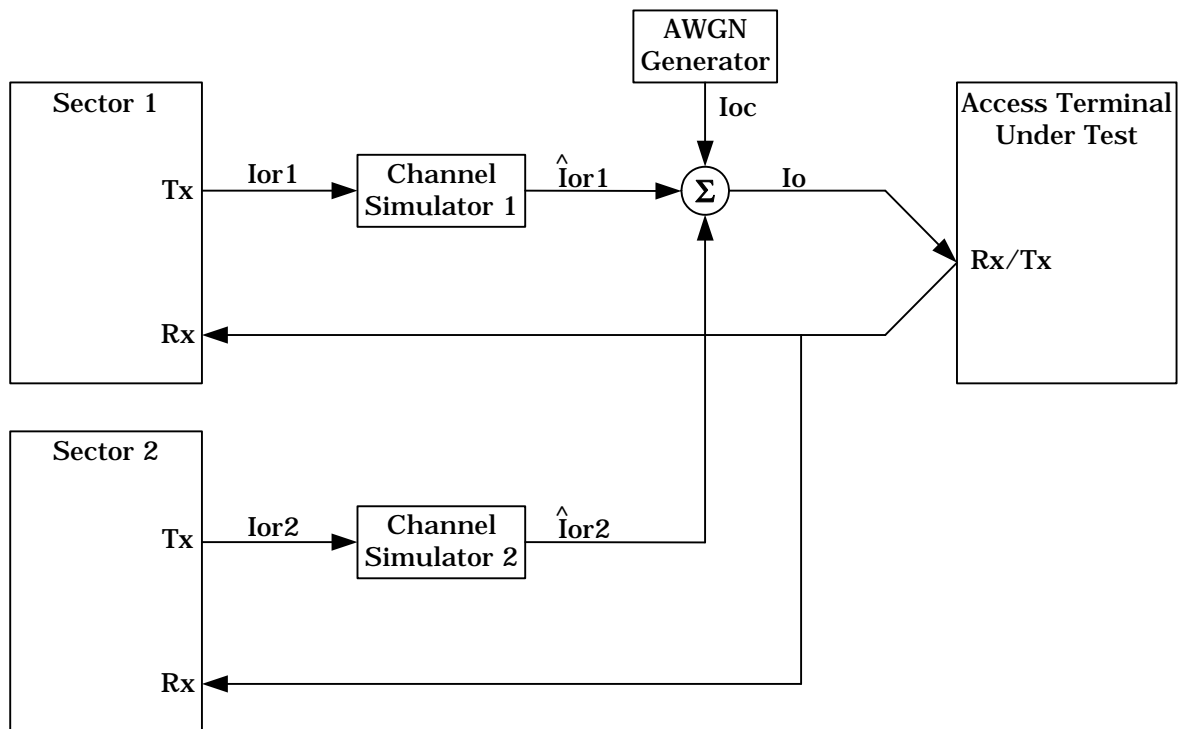 AWGN
Generator
Ioc
Sector 1
Tx
Ior1
Channel
Simulator 1
Îor1
Σ
Io
Access Terminal
Under Test
Rx/Tx
Rx
Sector 2
Tx
Ior2
Channel
Simulator 2
Îor2
Rx